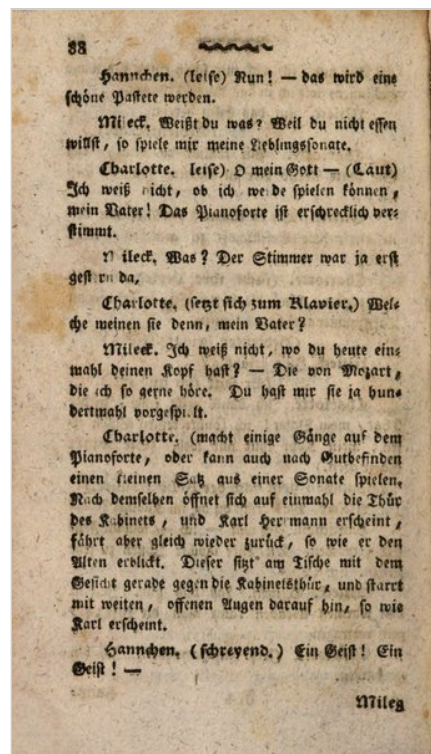 38
Hannchen. (leise) Nun! — das wird eine
schöne Pastete werden.
Mileck. Weißt du was? Weil du nicht essen
willst, so spiele mir meine Lieblingssonate.
Charlotte. leise) O mein Gott — (Laut)
Ich weiß nicht, ob ich werde spielen können,
mein Vater! Das Pianoforte ist erschrecklich ver⸗
stimmt.
Mileck. Was? Der Stimmer war ja erst
gestern da,
Charlotte. (setzt sich zum Klavier.) Wel⸗
che meinen sie denn, mein Vater?
Mileck. Ich weiß nicht, wo du heute ein⸗
mahl deinen Kopf hast? — Die von Mozart,
die ich so gerne höre. Du hast mir sie ja hun⸗
dertmahl vorgespielt.
Charlotte. (macht einige Gänge auf dem
Pianoforte, oder kann auch nach Gutbefinden
einen kleinen Satz aus einer Sonate spielen.
Nach demselben öffnet sich auf einmahl die Thür
des Kabinets, und Karl Herrmann erscheint,
fährt aber gleich wieder zurück, so wie er den
Alten erblickt. Dieser sitzt am Tische mit dem
Gesicht gerade gegen die Kabinetsthür, und starrt
mit weiten, offenen Augen darauf hin, so wie
Karl erscheint.
Hannchen. (schreyend.) Ein Geist! Ein
Geist! —
Mileg